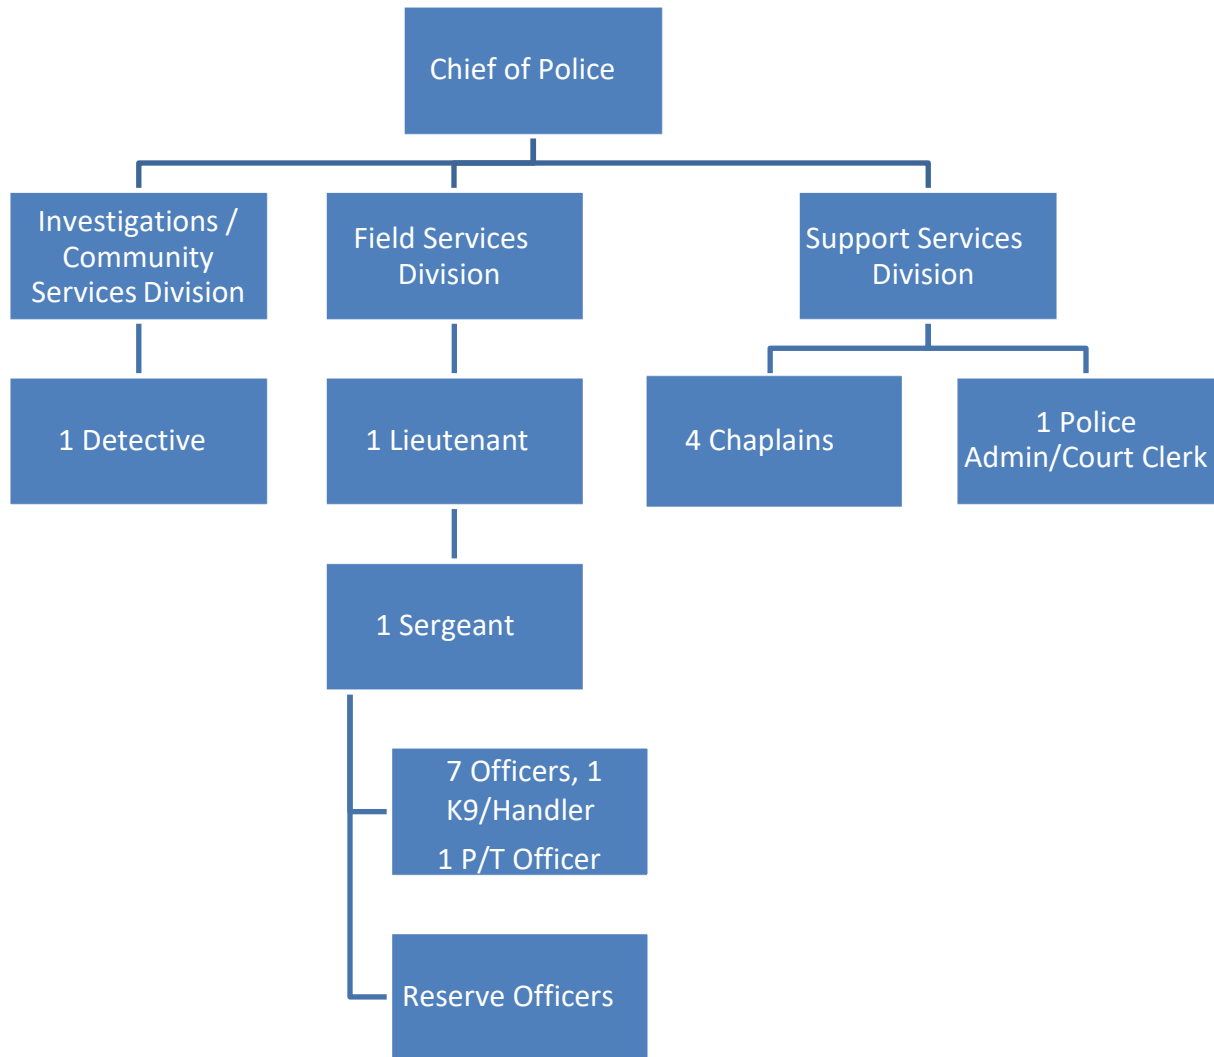 Chief of Police
Investigations /
Community
Services Division
Field Services
Division
Support Services
Division
1 Detective
1 Lieutenant
4 Chaplains
1 Police
Admin/Court Clerk
1 Sergeant
7 Officers, 1
K9/Handler
1 P/T Officer
Reserve Officers